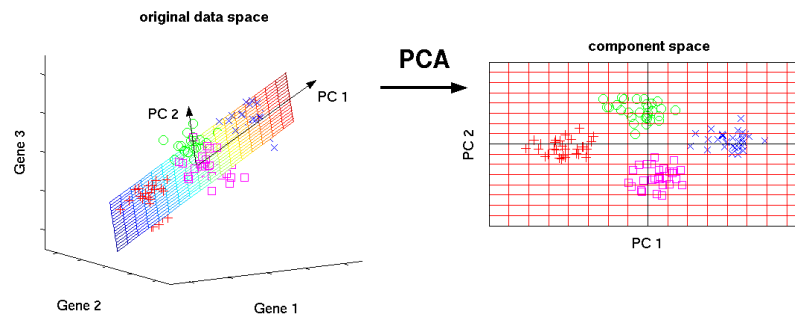 original data space
PCA
component space
PC 1
PC 2
Gene 3
Gene 2
Gene 1
PC 2
PC 1